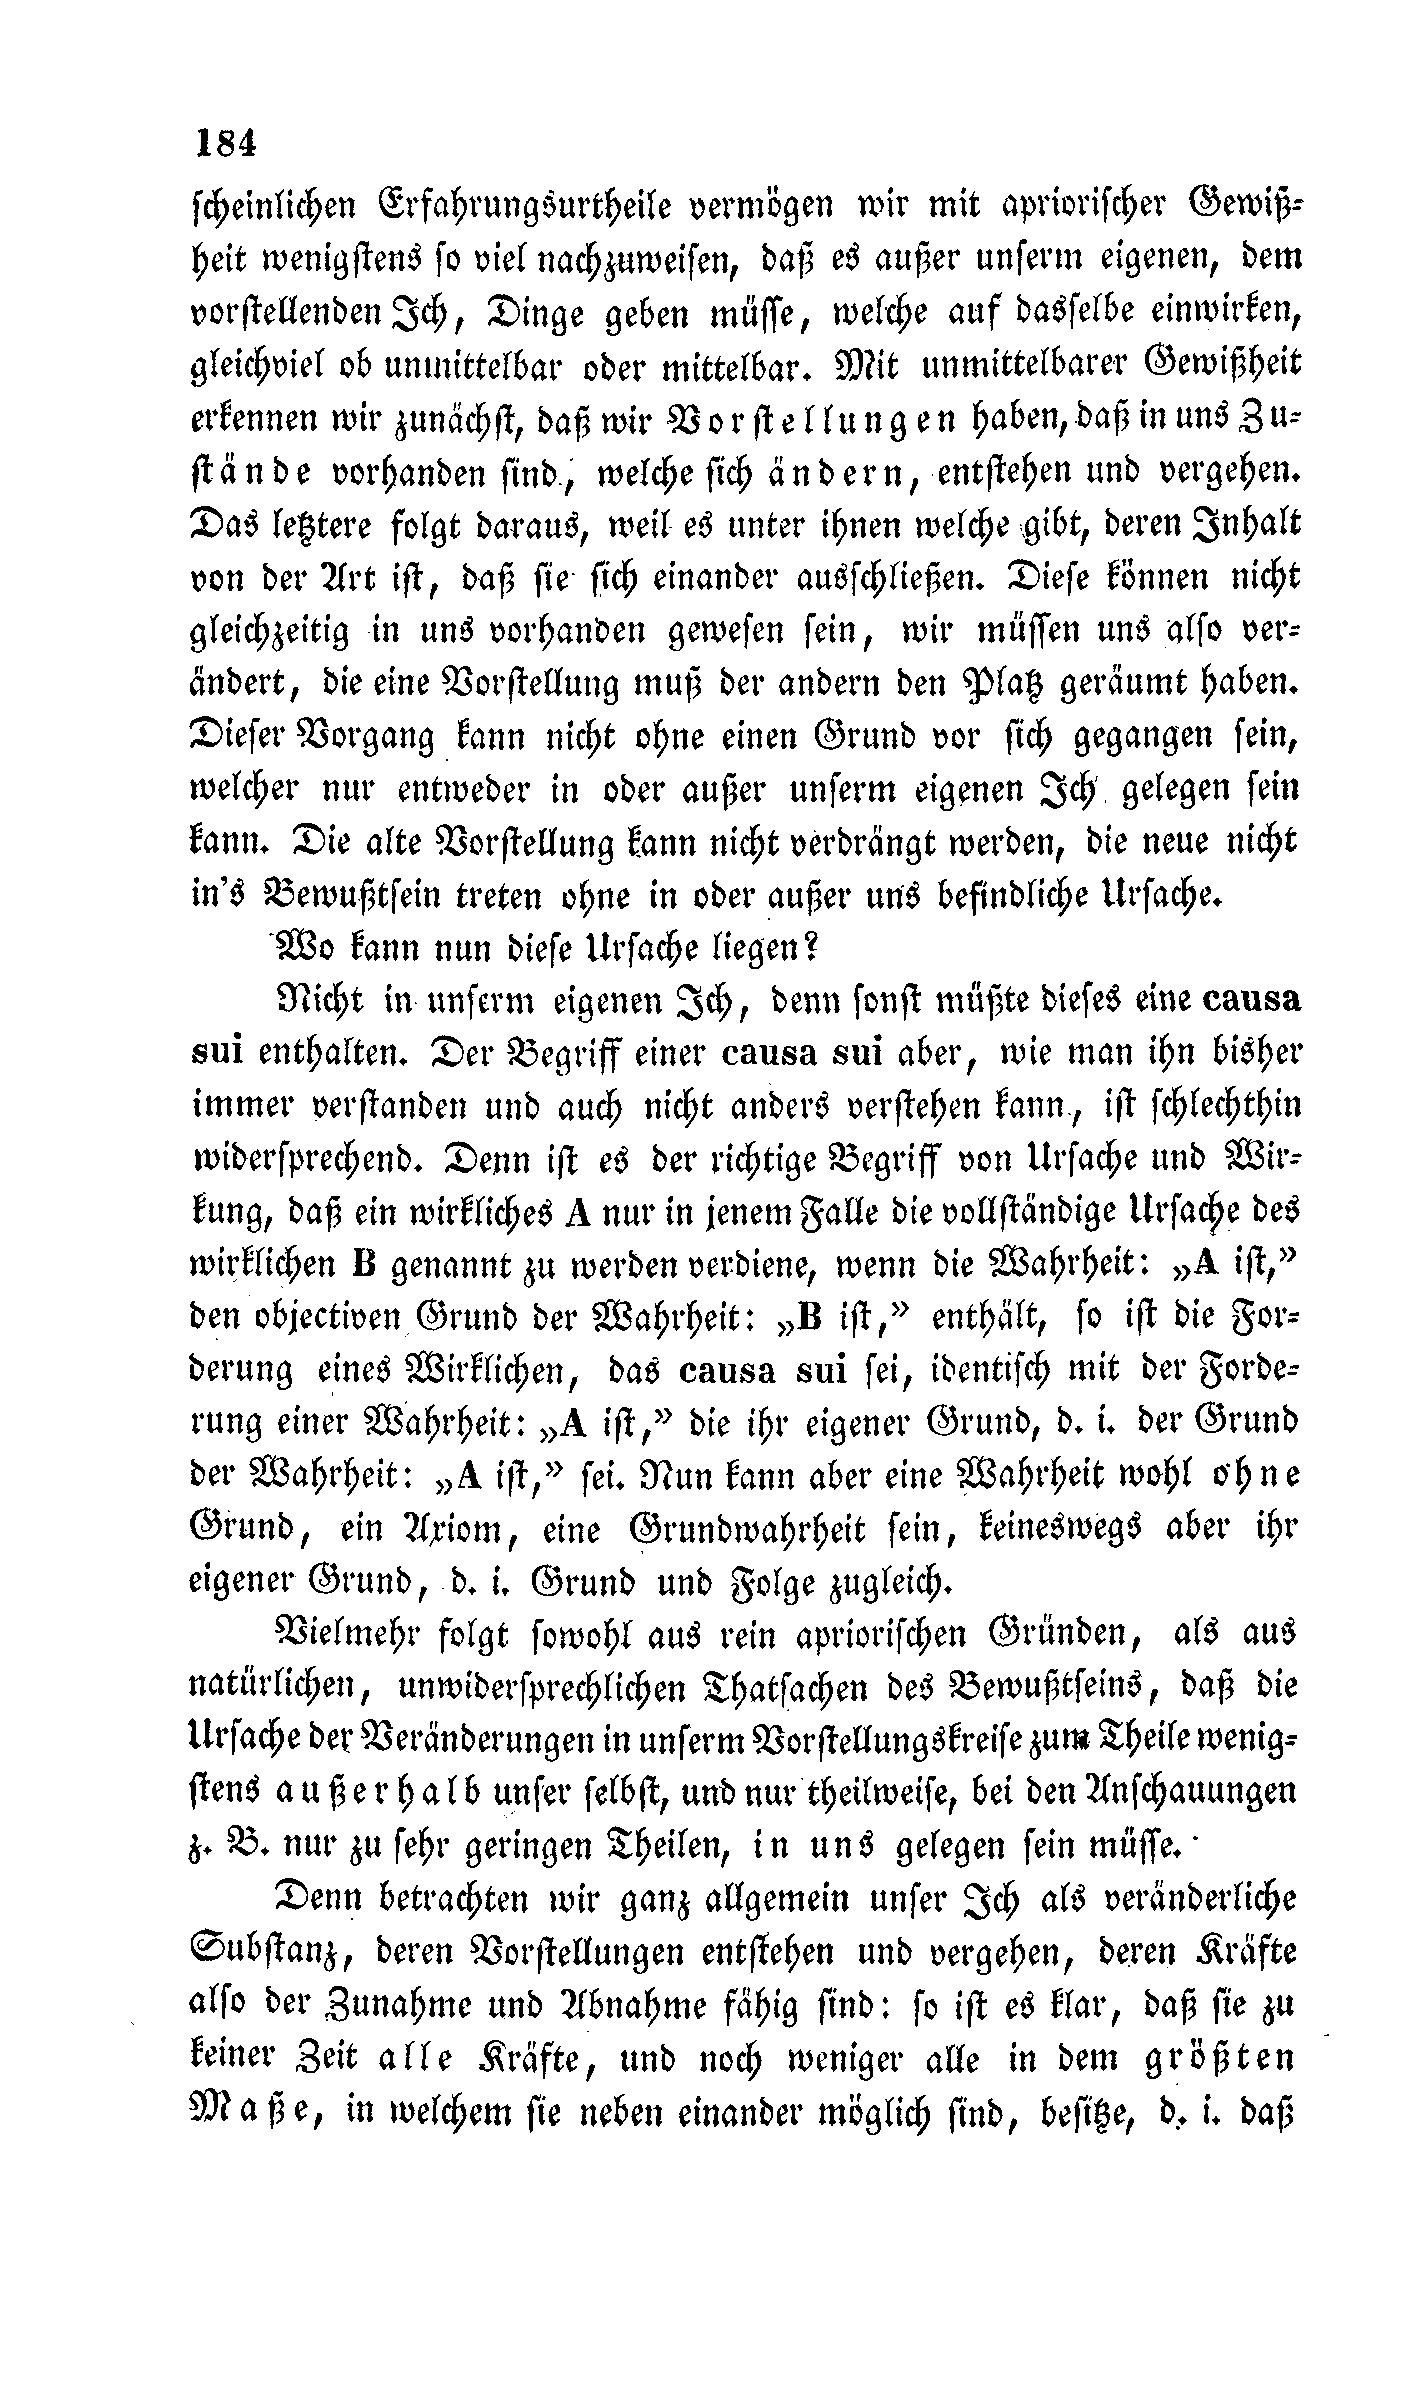 184
scheinlichen Erfahrungsurtheile vermögen wir mit apriorischer Gewiß-
heit wenigstens so viel nachzuweisen, daß es außer unserm eigenen, dem
vorstellenden Ich, Dinge geben müsse, welche auf dasselbe einwirken,
gleichviel ob unmittelbar oder mittelbar. Mit unmittelbarer Gewißheit
erkennen wir zunächst, daß wir Vorstellungen haben, daß in uns Zu-
stände vorhanden sind, welche sich ändern, entstehen und vergehen.
Das letztere folgt daraus, weil es unter ihnen welche gibt, deren Inhalt
von der Art ist, daß sie sich einander ausschließen. Diese können nicht
gleichzeitig in uns vorhanden gewesen sein, wir müssen uns also ver-
ändert, die eine Vorstellung muß der andern den Platz geräumt haben.
Dieser Vorgang kann nicht ohne einen Grund vor sich gegangen sein,
welcher nur entweder in oder außer unserm eigenen Ich gelegen sein
kann. Die alte Vorstellung kann nicht verdrängt werden, die neue nicht
in's Bewußtsein treten ohne in oder außer uns befindliche Ursache.
Wo kann nun diese Ursache liegen?
Nicht in unserm eigenen Ich, denn sonst müßte dieses eine causa
sui enthalten. Der Begriff einer causa sui aber, wie man ihn bisher
immer verstanden und auch nicht anders verstehen kann, ist schlechthin
widersprechend. Denn ist es der richtige Begriff von Ursache und Wir-
kung, daß ein wirkliches A nur in jenem Falle die vollständige Ursache des
wirklichen B genannt zu werden verdiene, wenn die Wahrheit: „A ist,”
den objectiven Grund der Wahrheit: „B ist,” enthält, so ist die For-
derung eines Wirklichen, das causa sui sei, identisch mit der Forde-
rung einer Wahrheit: „A ist,” die ihr eigener Grund, d. i. der Grund
der Wahrheit: „A ist,” sei. Nun kann aber eine Wahrheit wohl ohne
Grund, ein Axiom, eine Grundwahrheit sein, keineswegs aber ihr
eigener Grund, d. i. Grund und Folge zugleich.
Vielmehr folgt sowohl aus rein apriorischen Gründen, als aus
natürlichen, unwidersprechlichen Thatsachen des Bewußtseins, daß die
Ursache der Veränderungen in unserm Vorstellungskreise zum Theile wenig-
stens außerhalb unser selbst, und nur theilweise, bei den Anschauungen
z. B. nur zu sehr geringen Theilen, in uns gelegen sein müsse.
Denn betrachten wir ganz allgemein unser Ich als veränderliche
Substanz, deren Vorstellungen entstehen und vergehen, deren Kräfte
also der Zunahme und Abnahme fähig sind: so ist es klar, daß sie zu
keiner Zeit alle Kräfte, und noch weniger alle in dem größten
Maße, in welchem sie neben einander möglich sind, besitze, d. i. daß